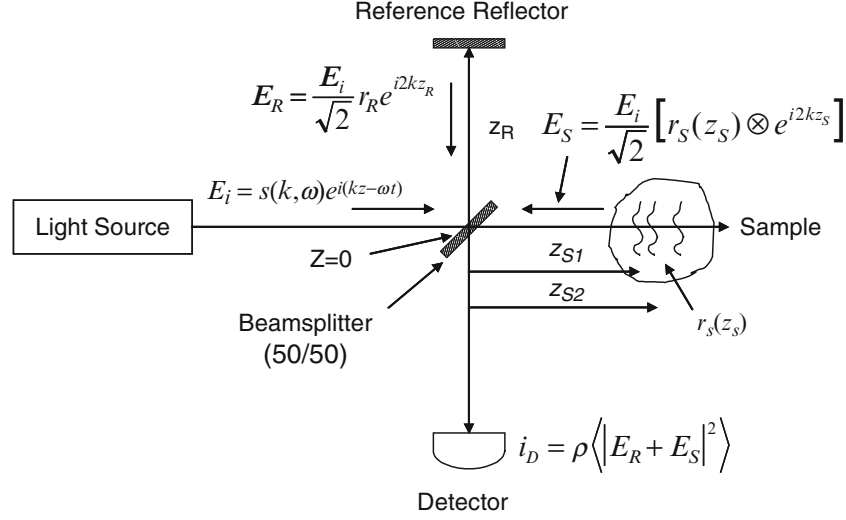 Reference Reflector
E_R = \frac{E_i}{\sqrt{2}} r_R e^{i2kz_R}
z_R
E_S = \frac{E_i}{\sqrt{2}} [r_S(z_S) ⊗ e^{i2kz_S}]
E_i = s(k,ω)e^{i(kz−ωt)}
Light Source
Sample
Z=0
z_{S1}
z_{S2}
r_S(z_S)
Beamsplitter
(50/50)
i_D = ρ⟨|E_R + E_S|^2⟩
Detector